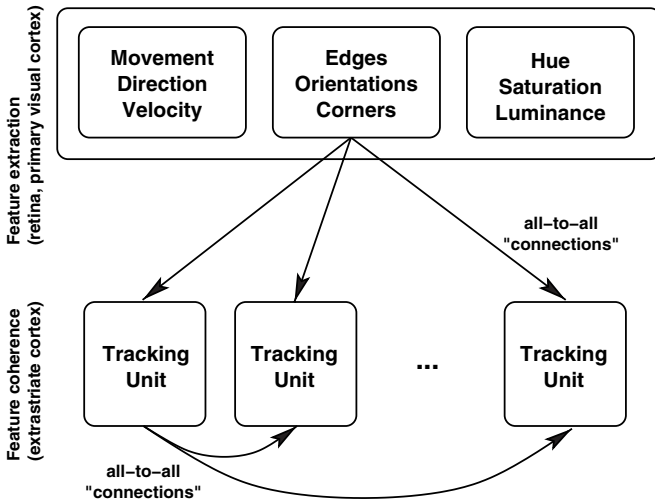 Movement
Direction
Velocity
Edges
Orientations
Corners
Hue
Saturation
Luminance
Feature extraction
(retina, primary visual cortex)
all-to-all
"connections"
Feature coherence
(extrastriate cortex)
Tracking
Unit
Tracking
Unit
...
Tracking
Unit
all-to-all
"connections"